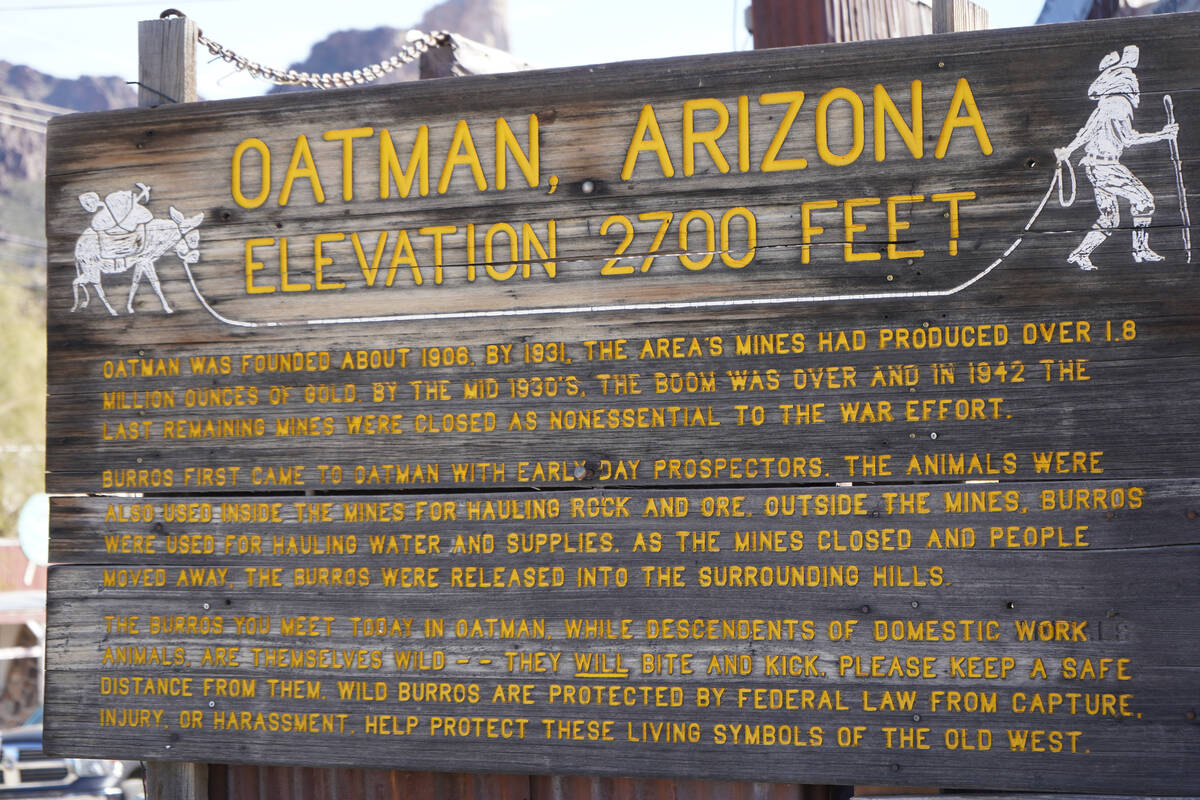 OATMAN, ARIZONA
ELEVATION 2700 FEET
OATMAN WAS FOUNDED ABOUT 1906. BY 1931, THE AREA'S MINES HAD PRODUCED OVER 1.8
MILLION OUNCES OF GOLD. BY THE MID 1930'S, THE BOOM WAS OVER AND IN 1942 THE
LAST REMAINING MINES WERE CLOSED AS NONESSENTIAL TO THE WAR EFFORT.
BURROS FIRST CAME TO OATMAN WITH EARLY DAY PROSPECTORS. THE ANIMALS WERE
ALSO USED INSIDE THE MINES FOR HAULING ROCK AND ORE. OUTSIDE THE MINES, BURROS
WERE USED FOR HAULING WATER AND SUPPLIES. AS THE MINES CLOSED AND PEOPLE
MOVED AWAY, THE BURROS WERE RELEASED INTO THE SURROUNDING HILLS.
THE BURROS YOU MEET TODAY IN OATMAN, WHILE DESCENDENTS OF DOMESTIC WORK
ANIMALS, ARE THEMSELVES WILD -- THEY WILL BITE AND KICK. PLEASE KEEP A SAFE
DISTANCE FROM THEM. WILD BURROS ARE PROTECTED BY FEDERAL LAW FROM CAPTURE,
INJURY, OR HARASSMENT. HELP PROTECT THESE LIVING SYMBOLS OF THE OLD WEST.